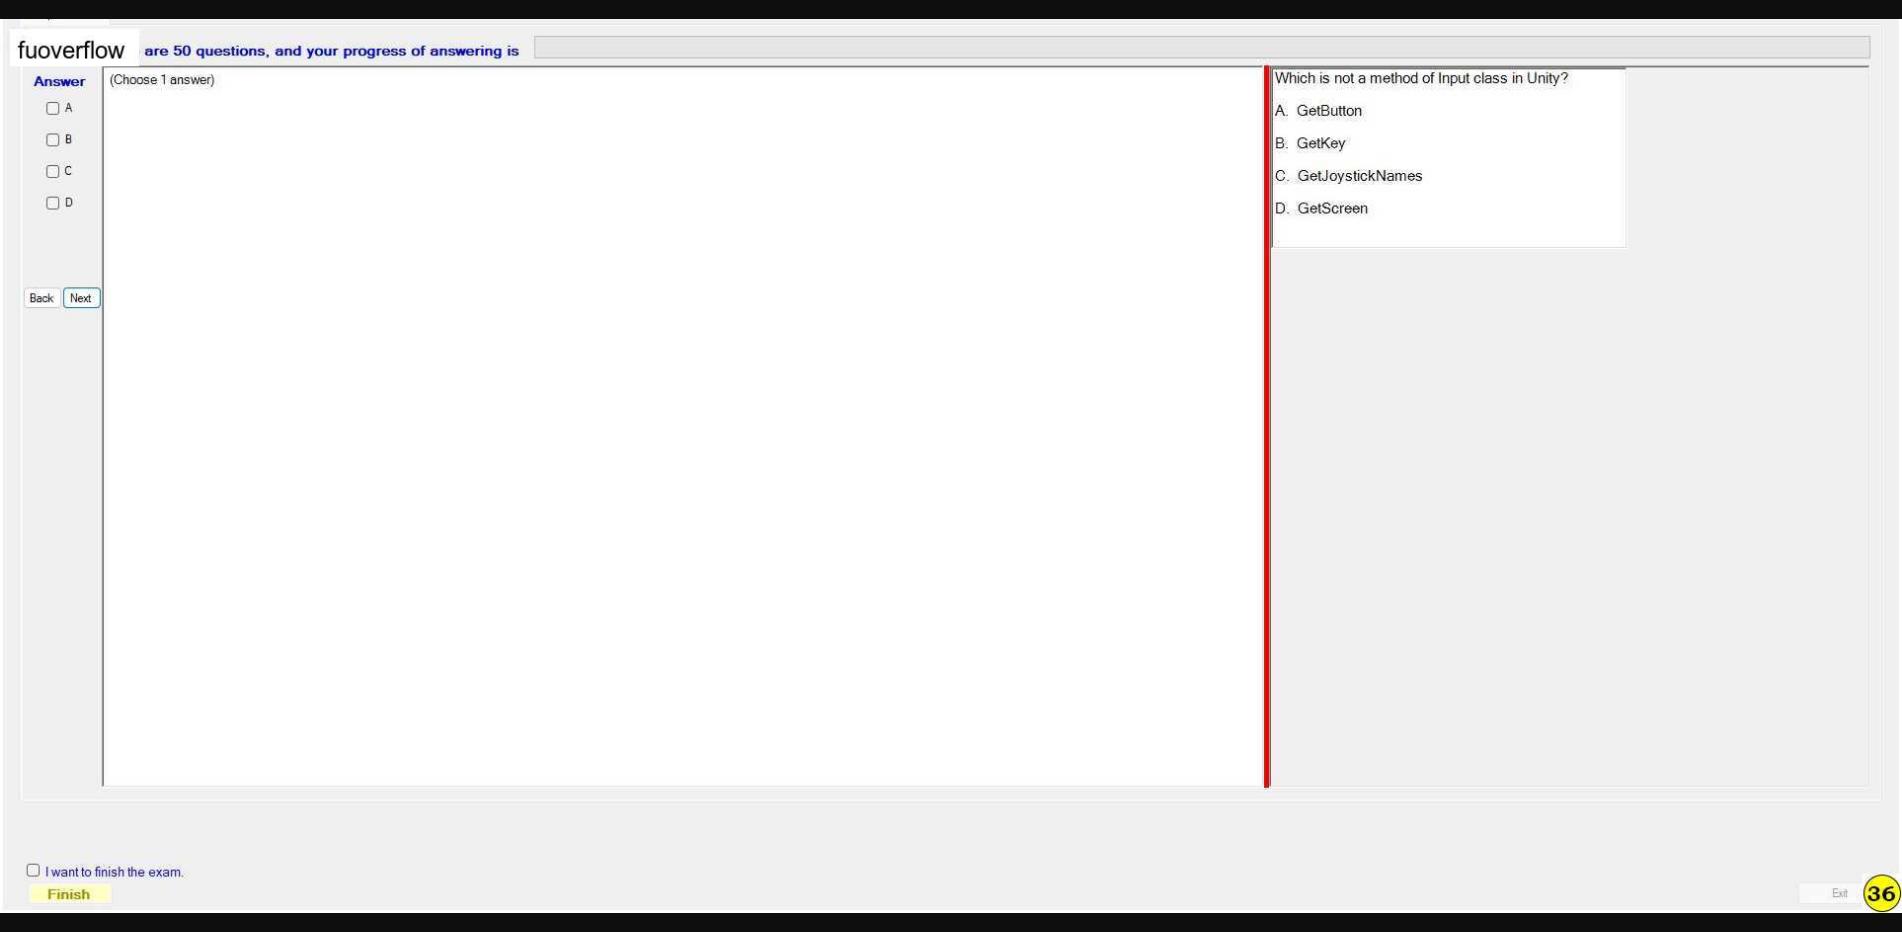 fuoverflow are 50 questions, and your progress of answering is
Answer
(Choose 1 answer)
A
B
C
D
Back Next
Which is not a method of Input class in Unity?
A. GetButton
B. GetKey
C. GetJoystickNames
D. GetScreen
I want to finish the exam.
Finish
Exit
36